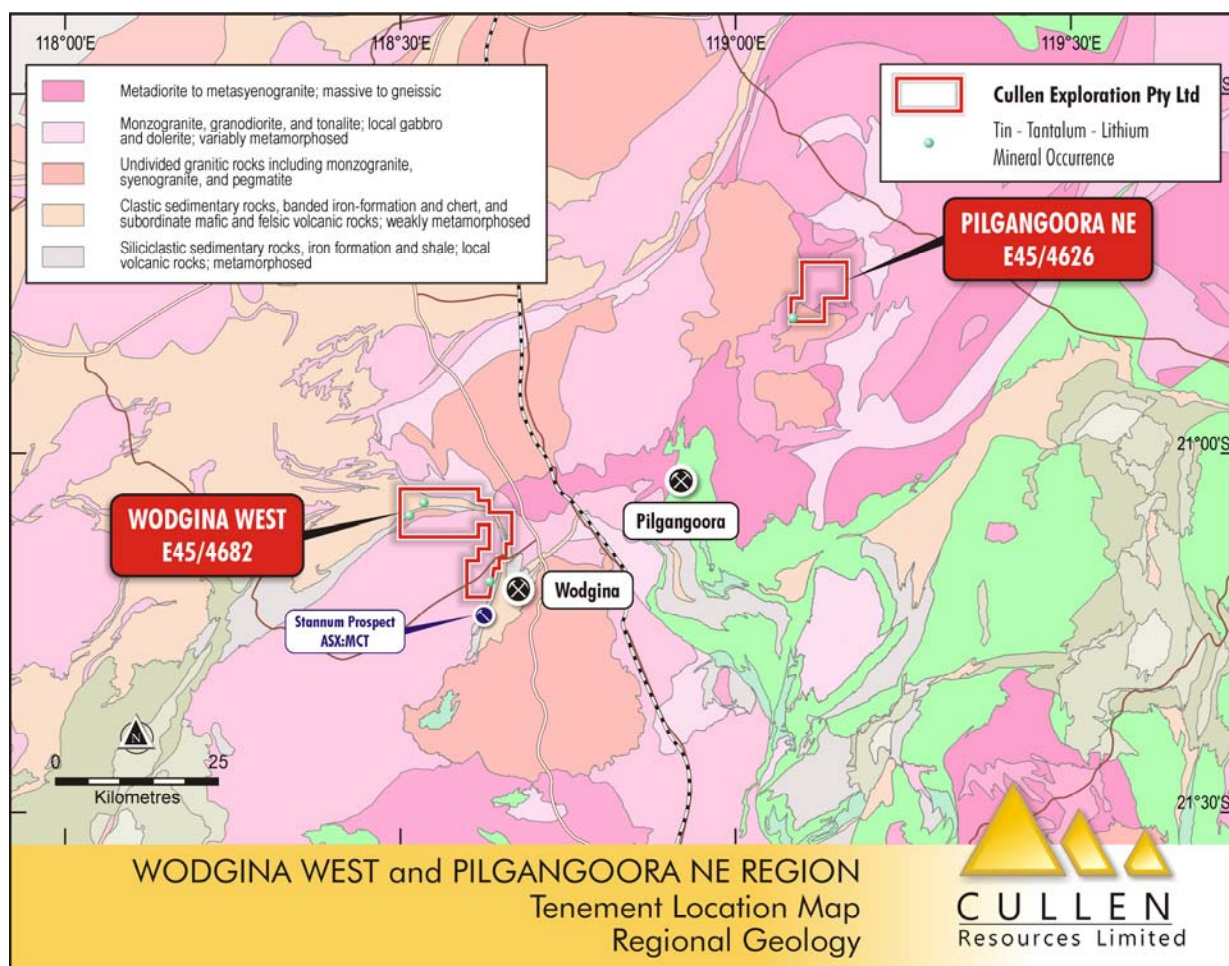 118°00'E
118°30'E
119°00'E
119°30'E
Metadiorite to metasyenogranite; massive to gneissic
Monzogranite, granodiorite, and tonalite; local gabbro
and dolerite; variably metamorphosed
Undivided granitic rocks including monzogranite,
syenogranite, and pegmatite
Clastic sedimentary rocks, banded iron-formation and chert, and
subordinate mafic and felsic volcanic rocks; weakly metamorphosed
Siliciclastic sedimentary rocks, iron formation and shale; local
volcanic rocks; metamorphosed
Cullen Exploration Pty Ltd
Tin - Tantalum - Lithium
Mineral Occurrence
PILGANGOORA NE
E45/4626
21°00'S
WODGINA WEST
E45/4682
Pilgangoora
Wodgina
Stannum Prospect
ASX:MCT
N
0
25
Kilometres
21°30'S
WODGINA WEST and PILGANGOORA NE REGION
Tenement Location Map
Regional Geology
CULLEN
Resources Limited